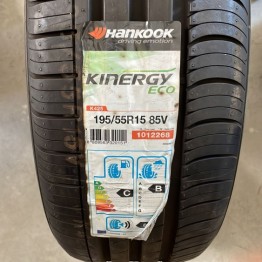 HANKOOK
driving emotion
KINERGY
ECO
K425
195/55R15 85V
1012268
C
B